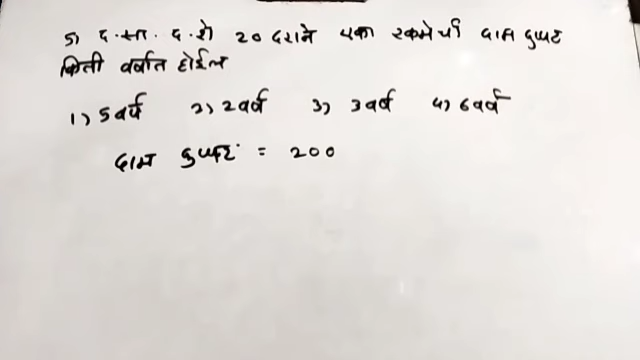 5) द.सा.द.शे २० दराने एका रकमेची दाम दुप्पट
किती वर्षात होईल
1) 5 वर्ष 2) 2 वर्ष 3) 3 वर्ष 4) 6 वर्ष
दाम दुप्पट = 200